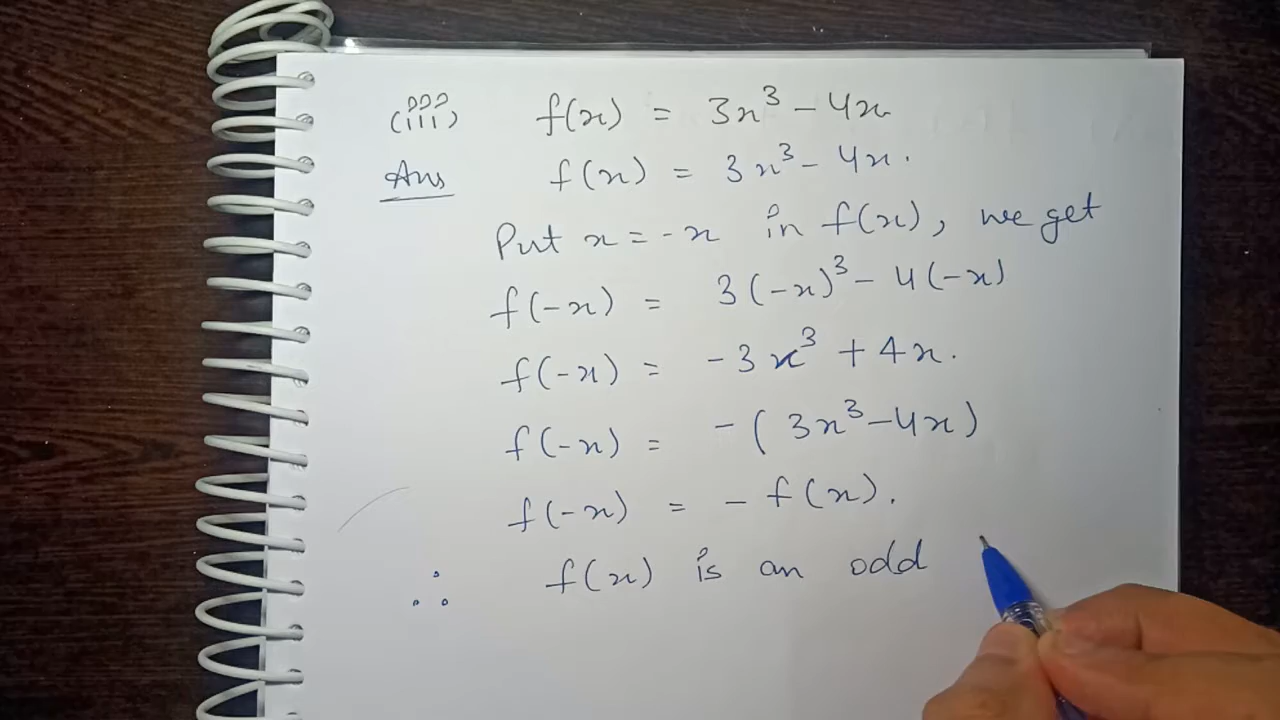 (iii) f(x) = 3x³ - 4x
Ans f(x) = 3x³ - 4x.
Put x = -x in f(x), we get
f(-x) = 3(-x)³ - 4(-x)
f(-x) = -3x³ + 4x.
f(-x) = -(3x³ - 4x)
f(-x) = - f(x).
∴ f(x) is an odd